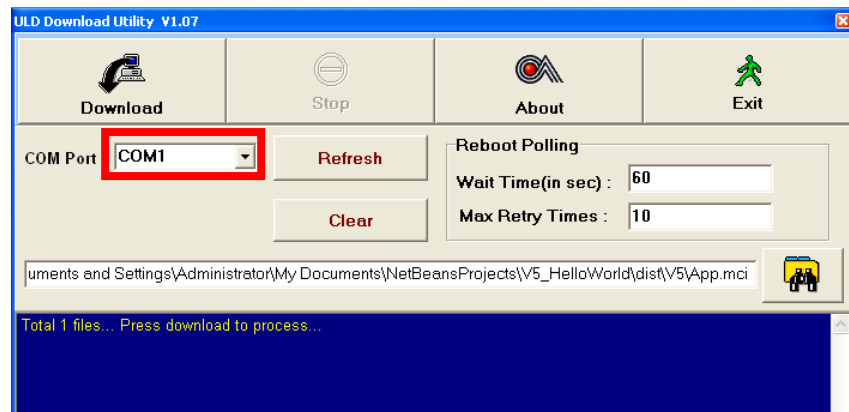 ULD Download Utility V1.07
Download
Stop
About
Exit
COM Port
COM1
Refresh
Clear
Reboot Polling
Wait Time(in sec) :
60
Max Retry Times :
10
uments and Settings\Administrator\My Documents\NetBeansProjects\V5_HelloWorld\dist\V5\App.mci
Total 1 files... Press download to process...